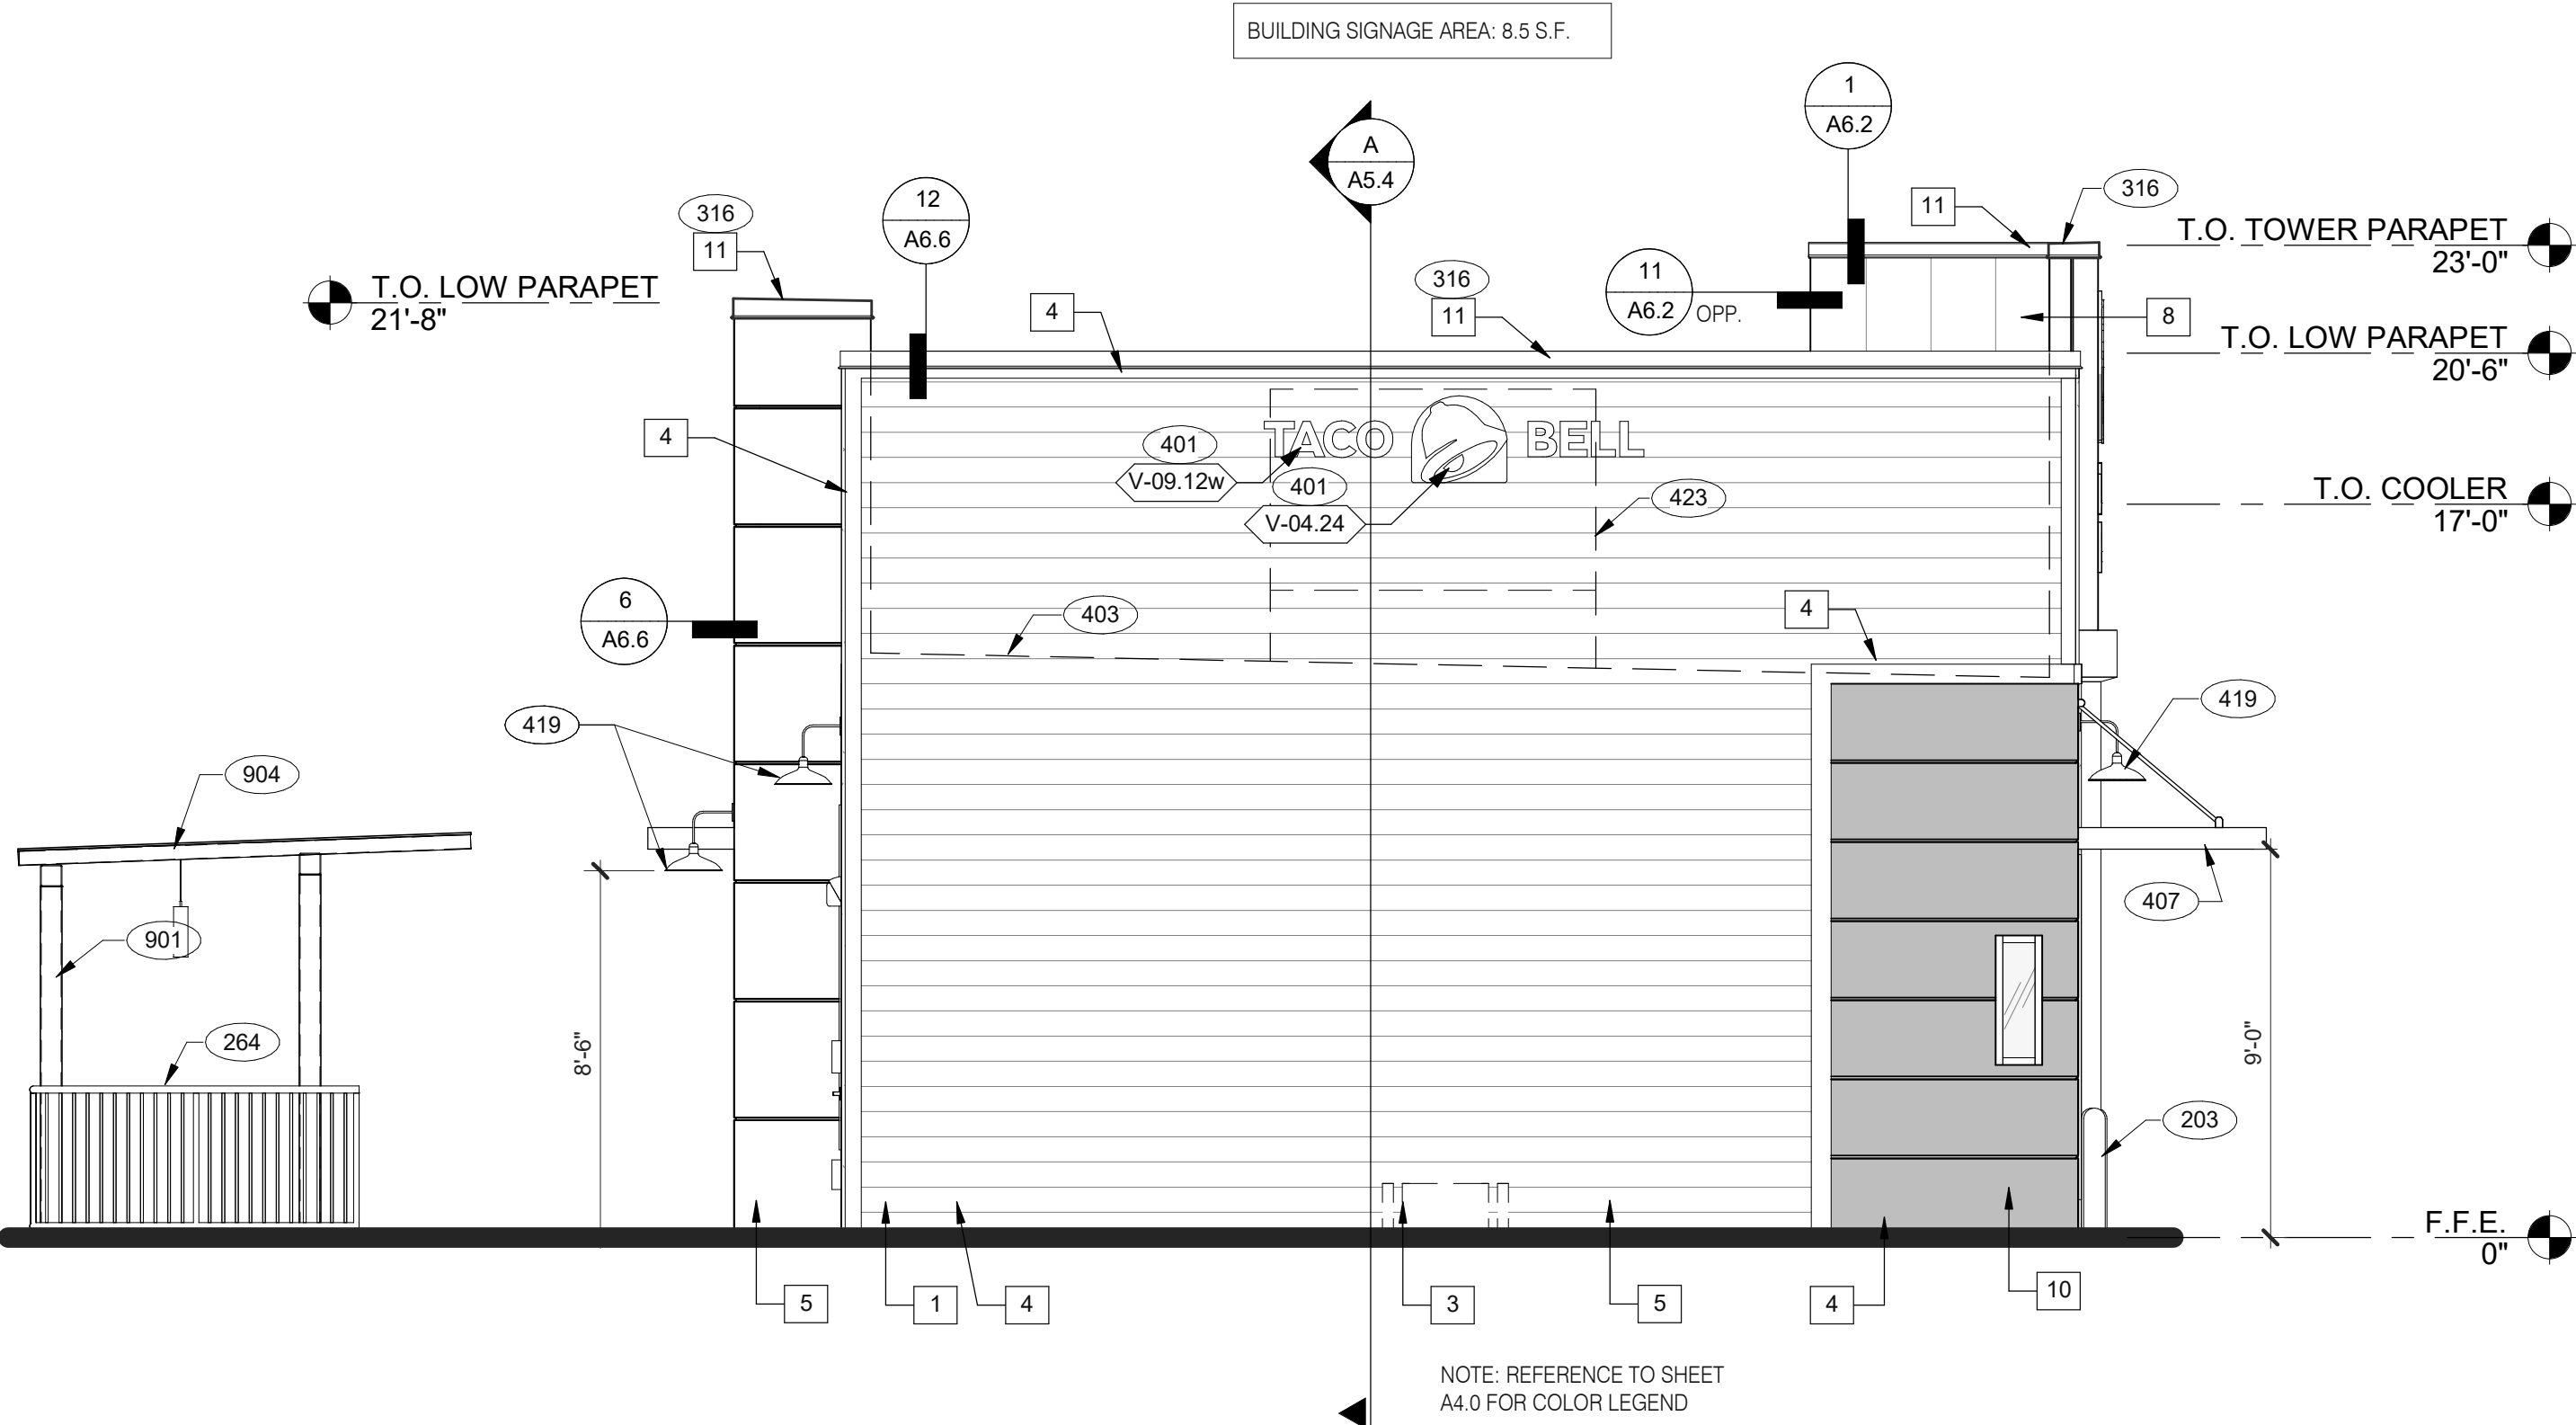 BUILDING SIGNAGE AREA: 8.5 S.F.
1
A6.2
A
A5.4
12
A6.6
316
11
11
316
T.O. TOWER PARAPET
23'-0"
T.O. LOW PARAPET
21'-8"
4
316
11
11
A6.2
OPP.
8
T.O. LOW PARAPET
20'-6"
4
TACO BELL
401
V-09.12w
401
V-04.24
423
T.O. COOLER
17'-0"
6
A6.6
403
4
419
419
904
901
407
264
8'-6"
9'-0"
203
F.F.E.
0"
5
1
4
3
5
4
10
NOTE: REFERENCE TO SHEET
A4.0 FOR COLOR LEGEND